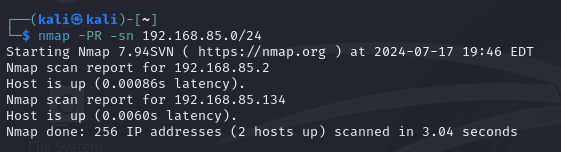 ┌──(kali㉿kali)-[~]
└─$ nmap -PR -sn 192.168.85.0/24
Starting Nmap 7.94SVN ( https://nmap.org ) at 2024-07-17 19:46 EDT
Nmap scan report for 192.168.85.2
Host is up (0.00086s latency).
Nmap scan report for 192.168.85.134
Host is up (0.0060s latency).
Nmap done: 256 IP addresses (2 hosts up) scanned in 3.04 seconds
File System